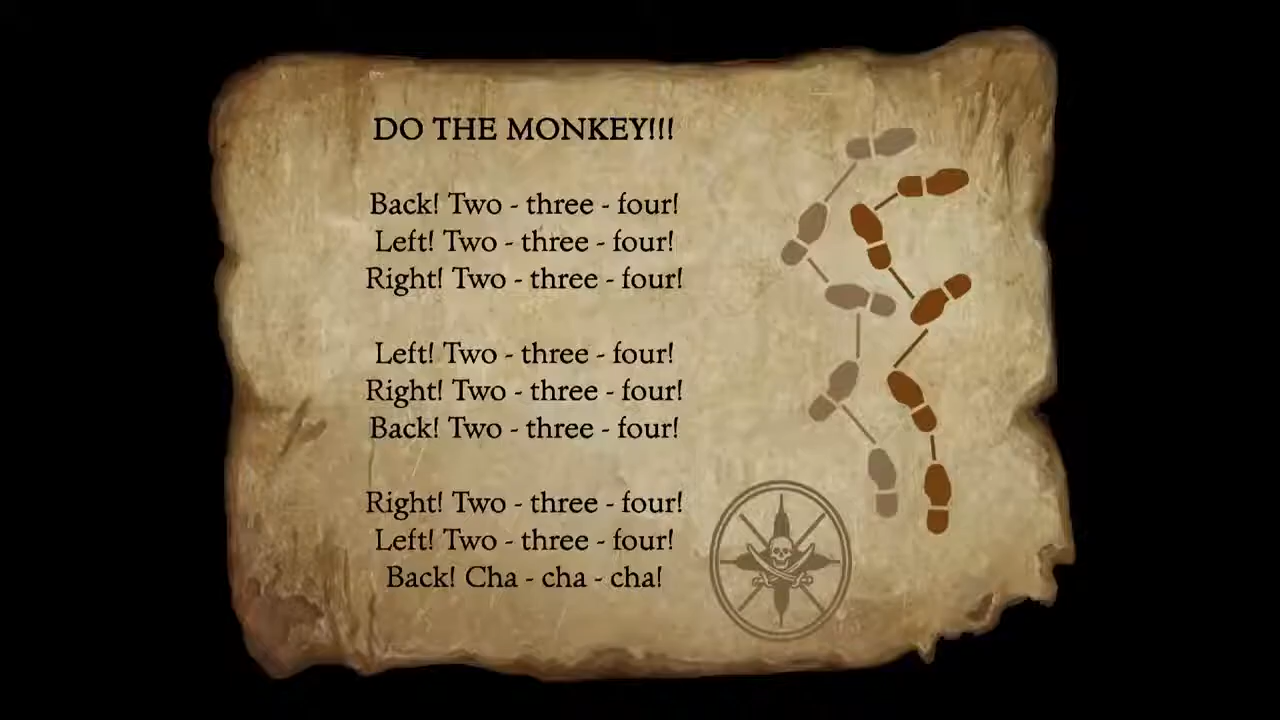 DO THE MONKEY!!!
Back! Two - three - four!
Left! Two - three - four!
Right! Two - three - four!
Left! Two - three - four!
Right! Two - three - four!
Back! Two - three - four!
Right! Two - three - four!
Left! Two - three - four!
Back! Cha - cha - cha!